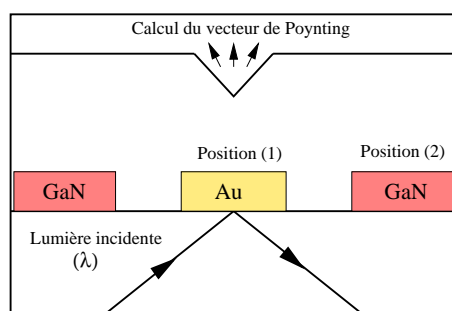 Calcul du vecteur de Poynting
Position (1)
Position (2)
GaN
Au
GaN
Lumière incidente
(λ)